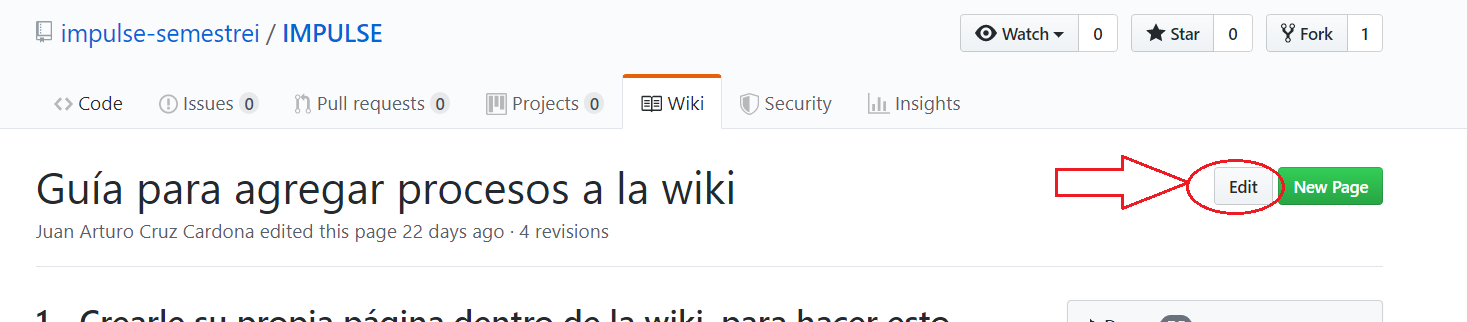 impulse-semestrei / IMPULSE
Watch 0 Star 0 Fork 1
Code Issues 0 Pull requests 0 Projects 0 Wiki Security Insights
Guía para agregar procesos a la wiki
Edit New Page
Juan Arturo Cruz Cardona edited this page 22 days ago · 4 revisions
1. Crearle su propia página dentro de la wiki, para hacer esto